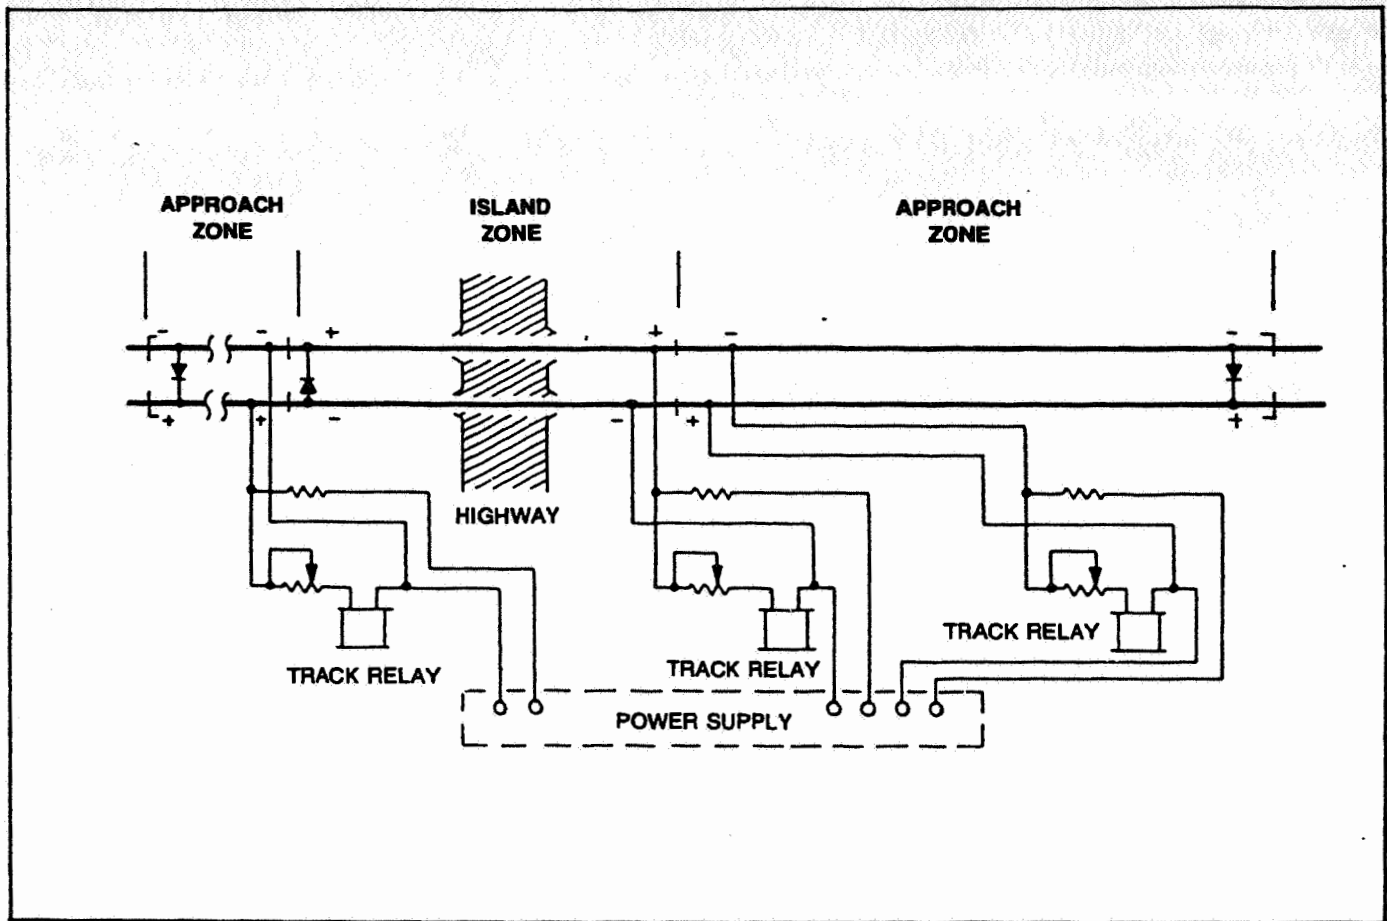 APPROACH
ZONE
ISLAND
ZONE
APPROACH
ZONE
- - + + - -
+ + - - + +
HIGHWAY
TRACK RELAY
TRACK RELAY
TRACK RELAY
POWER SUPPLY